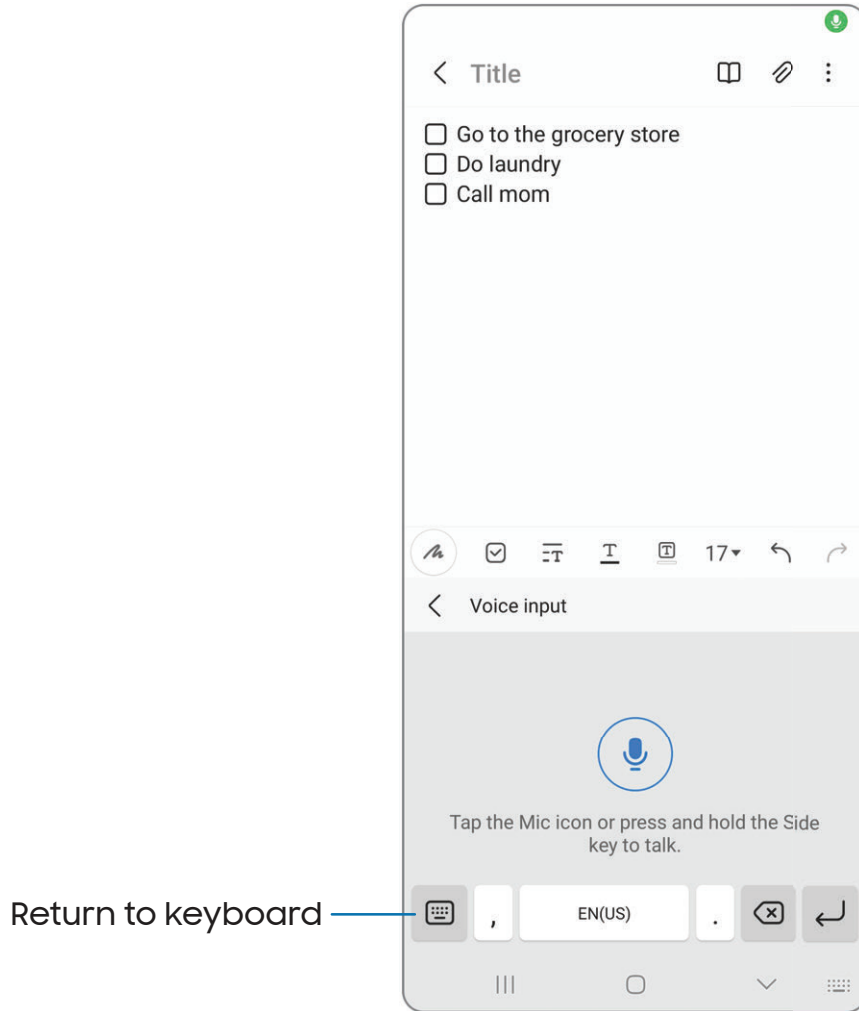 Title
Go to the grocery store
Do laundry
Call mom
17
Voice input
Tap the Mic icon or press and hold the Side
key to talk.
Return to keyboard
, EN(US) .